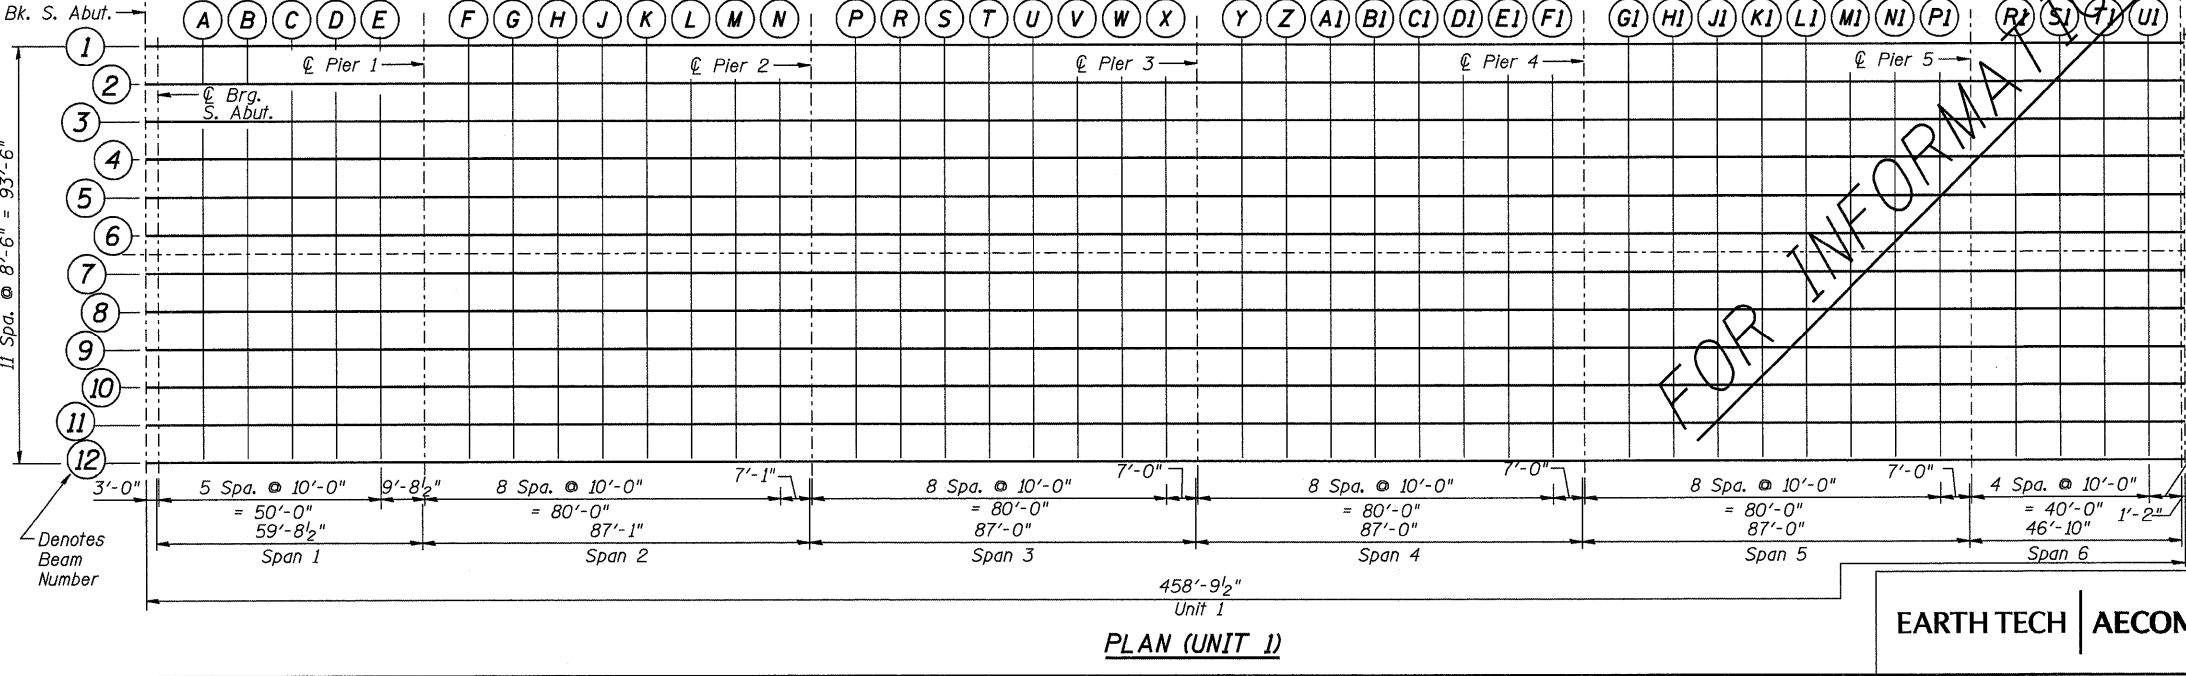 Bk. S. Abut.
A B C D E F G H J K L M N P R S T U V W X Y Z A1 B1 C1 D1 E1 F1 G1 H1 J1 K1 L1 M1 N1 P1 R1 S1 T1 U1
1
℄ Pier 1
℄ Pier 2
℄ Pier 3
℄ Pier 4
℄ Pier 5
2
℄ Brg.
S. Abut.
3
4
5
6
7
8
9
10
11
12
11 Spa. @ 8'-6" = 93'-6"
FOR
3'-0" 5 Spa. @ 10'-0" 9'-8½" 8 Spa. @ 10'-0" 7'-1" 8 Spa. @ 10'-0" 7'-0" 8 Spa. @ 10'-0" 7'-0" 8 Spa. @ 10'-0" 7'-0" 4 Spa. @ 10'-0"
= 50'-0" = 80'-0" = 80'-0" = 80'-0" = 80'-0" = 40'-0" 1'-2"
59'-8½" 87'-1" 87'-0" 87'-0" 87'-0" 46'-10"
Span 1 Span 2 Span 3 Span 4 Span 5 Span 6
Denotes
Beam
Number
458'-9½"
Unit 1
PLAN (UNIT 1)
EARTH TECH AECOM